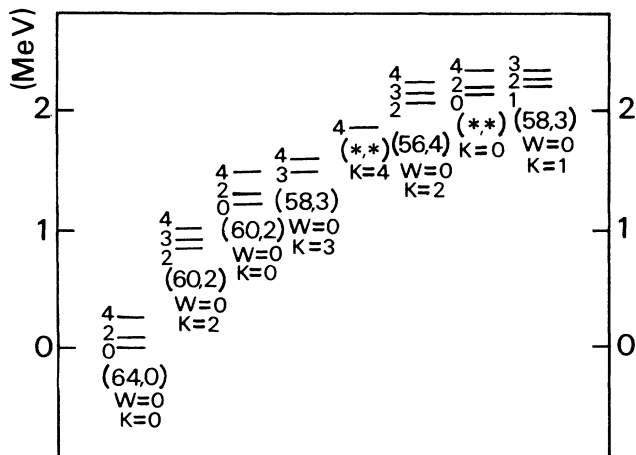 (MeV)
2
1
0
2
1
0
4
2
0
(64,0)
W=0
K=0
4
3
2
(60,2)
W=0
K=2
4
2
0
(60,2)
W=0
K=0
4
3
(58,3)
W=0
K=3
4
(*,*)
K=4
4
3
2
(56,4)
W=0
K=2
4
2
0
(*,*)
K=0
3
2
1
(58,3)
W=0
K=1